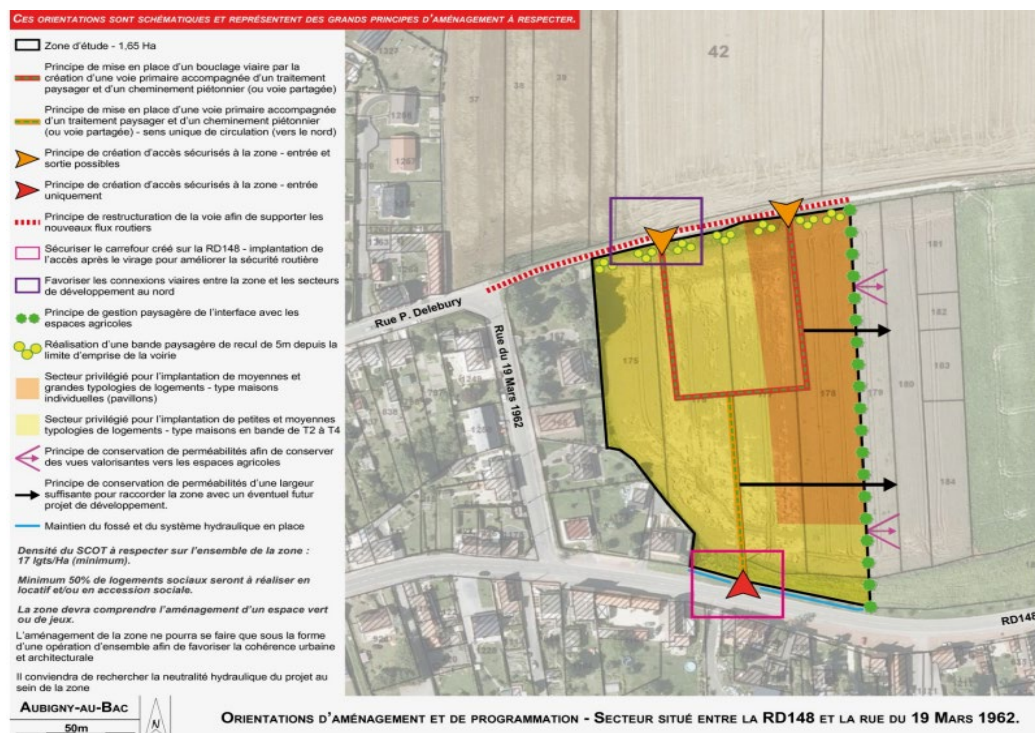 CES ORIENTATIONS SONT SCHÉMATIQUES ET REPRÉSENTENT DES GRANDS PRINCIPES D'AMÉNAGEMENT À RESPECTER.
Zone d'étude - 1,65 Ha
Principe de mise en place d'un bouclage viaire par la
création d'une voie primaire accompagnée d'un traitement
paysager et d'un cheminement piétonnier (ou voie partagée)
Principe de mise en place d'une voie primaire accompagnée
d'un traitement paysager et d'un cheminement piétonnier
(ou voie partagée) - sens unique de circulation (vers le nord)
Principe de création d'accès sécurisés à la zone - entrée et
sortie possibles
Principe de création d'accès sécurisés à la zone - entrée
uniquement
Principe de restructuration de la voie afin de supporter les
nouveaux flux routiers
Sécuriser le carrefour créé sur la RD148 - implantation de
l'accès après le virage pour améliorer la sécurité routière
Favoriser les connexions viaires entre la zone et les secteurs
de développement au nord
Principe de gestion paysagère de l'interface avec les
espaces agricoles
Réalisation d'une bande paysagère de recul de 5m depuis la
limite d'emprise de la voirie
Secteur privilégié pour l'implantation de moyennes et
grandes typologies de logements - type maisons
individuelles (pavillons)
Secteur privilégié pour l'implantation de petites et moyennes
typologies de logements - type maisons en bande de T2 à T4
Principe de conservation de perméabilités afin de conserver
des vues valorisantes vers les espaces agricoles
Principe de conservation de perméabilités d'une largeur
suffisante pour raccorder la zone avec un éventuel futur
projet de développement.
Maintien du fossé et du système hydraulique en place
Densité du SCOT à respecter sur l'ensemble de la zone :
17 lgts/Ha (minimum).
Minimum 50% de logements sociaux seront à réaliser en
locatif et/ou en accession sociale.
La zone devra comprendre l'aménagement d'un espace vert
ou de jeux.
L'aménagement de la zone ne pourra se faire que sous la forme
d'une opération d'ensemble afin de favoriser la cohérence urbaine
et architecturale
Il conviendra de rechercher la neutralité hydraulique du projet au
sein de la zone
AUBIGNY-AU-BAC
50m
N
42
37
38
39
1327
1267
181
182
183
184
175
178
179
180
Rue P. Delebury
Rue du 19 Mars 1962
RD148
ORIENTATIONS D'AMÉNAGEMENT ET DE PROGRAMMATION - SECTEUR SITUÉ ENTRE LA RD148 ET LA RUE DU 19 MARS 1962.